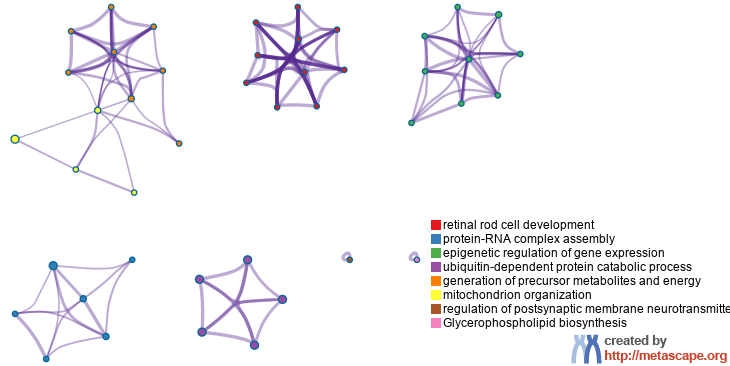 retinal rod cell development
protein-RNA complex assembly
epigenetic regulation of gene expression
ubiquitin-dependent protein catabolic process
generation of precursor metabolites and energy
mitochondrion organization
regulation of postsynaptic membrane neurotransmitte
Glycerophospholipid biosynthesis
created by
http://metascape.org